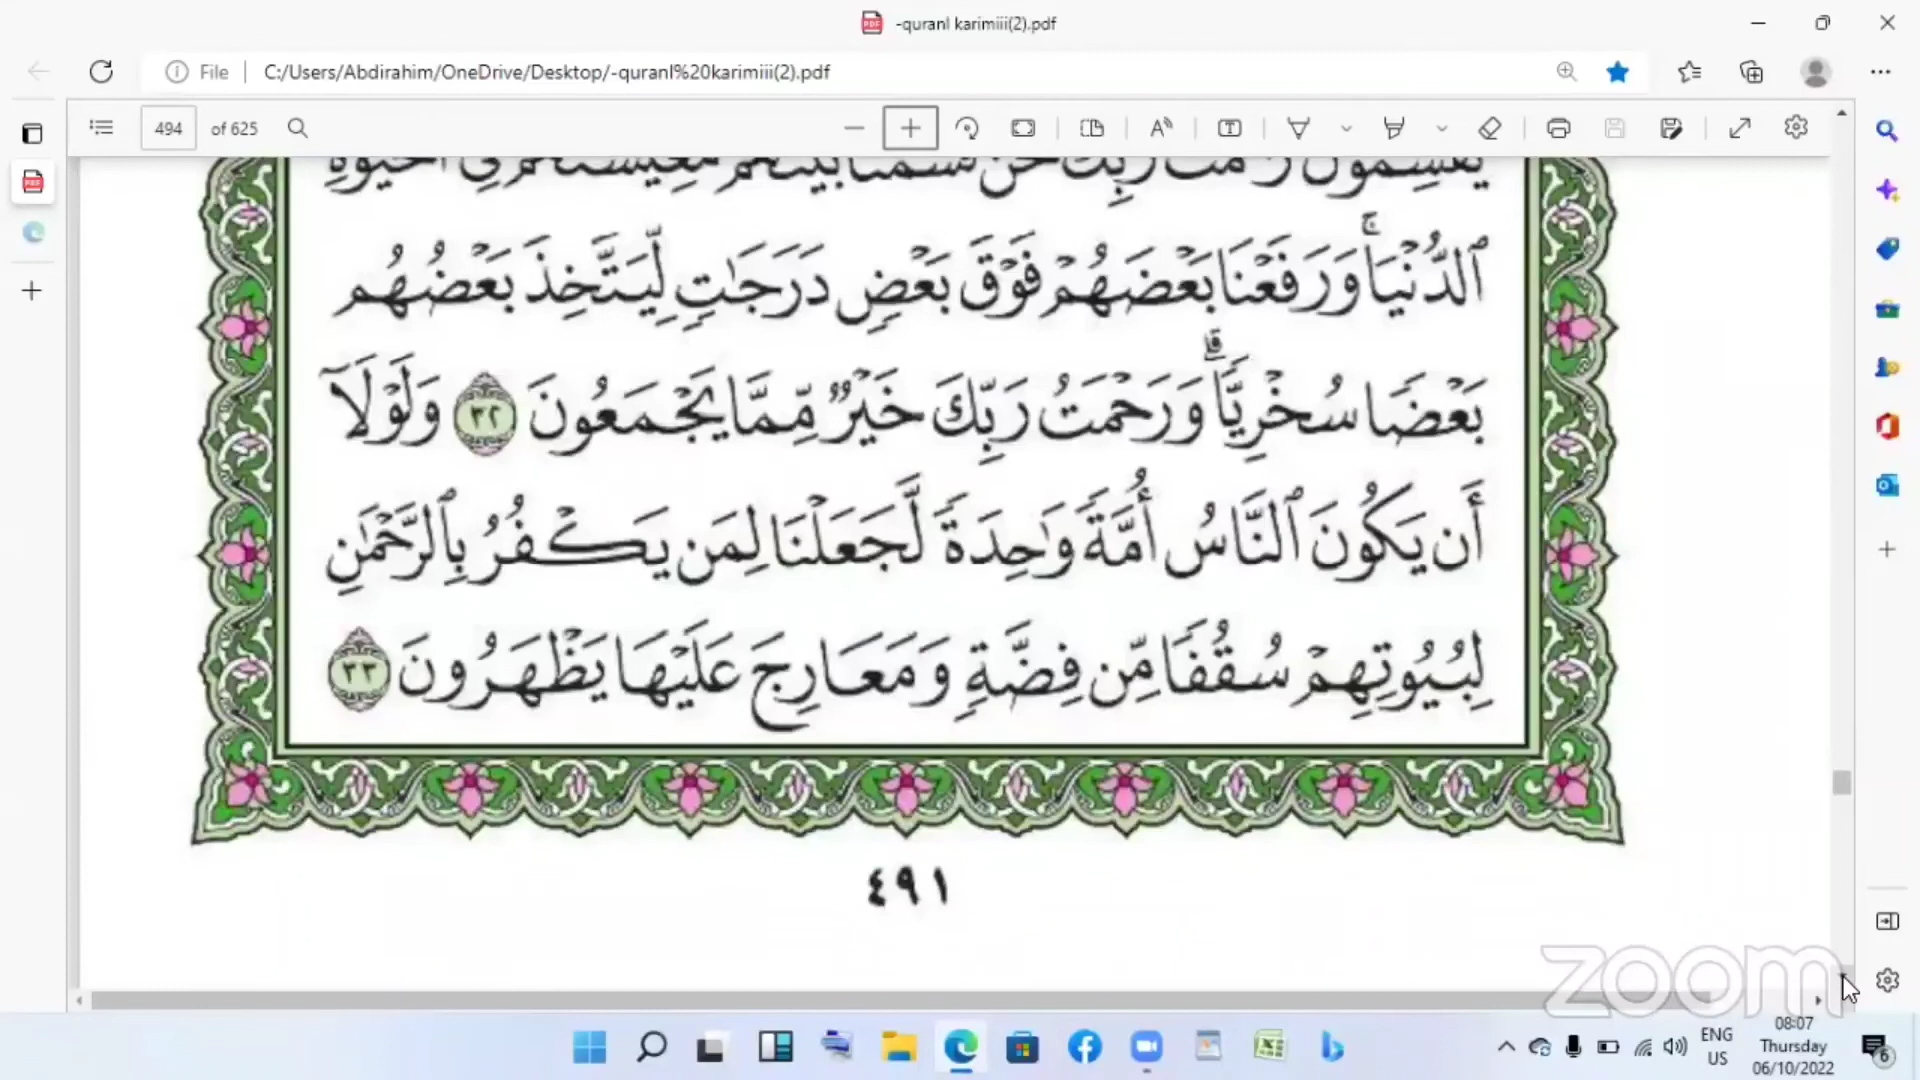 -quranl karimiii(2).pdf
File
C:/Users/Abdirahim/OneDrive/Desktop/-quranl%20karimiii(2).pdf
494 of 625
ٱلدُّنۡيَاۚ وَرَفَعۡنَا بَعۡضَهُمۡ فَوۡقَ بَعۡضٖ دَرَجَٰتٖ لِّيَتَّخِذَ بَعۡضُهُم
بَعۡضٗا سُخۡرِيّٗاۗ وَرَحۡمَتُ رَبِّكَ خَيۡرٞ مِّمَّا يَجۡمَعُونَ ٣٢ وَلَوۡلَآ
أَن يَكُونَ ٱلنَّاسُ أُمَّةٗ وَٰحِدَةٗ لَّجَعَلۡنَا لِمَن يَكۡفُرُ بِٱلرَّحۡمَٰنِ
لِبُيُوتِهِمۡ سُقُفٗا مِّن فِضَّةٖ وَمَعَارِجَ عَلَيۡهَا يَظۡهَرُونَ ٣٣
٤٩١
zoom
ENG
US
08:07
Thursday
06/10/2022
6